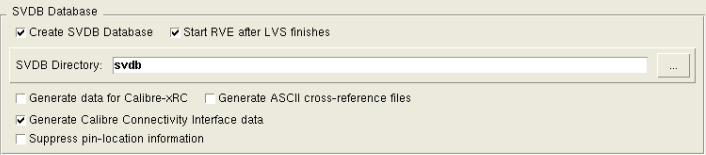 SVDB Database
Create SVDB Database Start RVE after LVS finishes
SVDB Directory: svdb ...
Generate data for Calibre-xRC Generate ASCII cross-reference files
Generate Calibre Connectivity Interface data
Suppress pin-location information